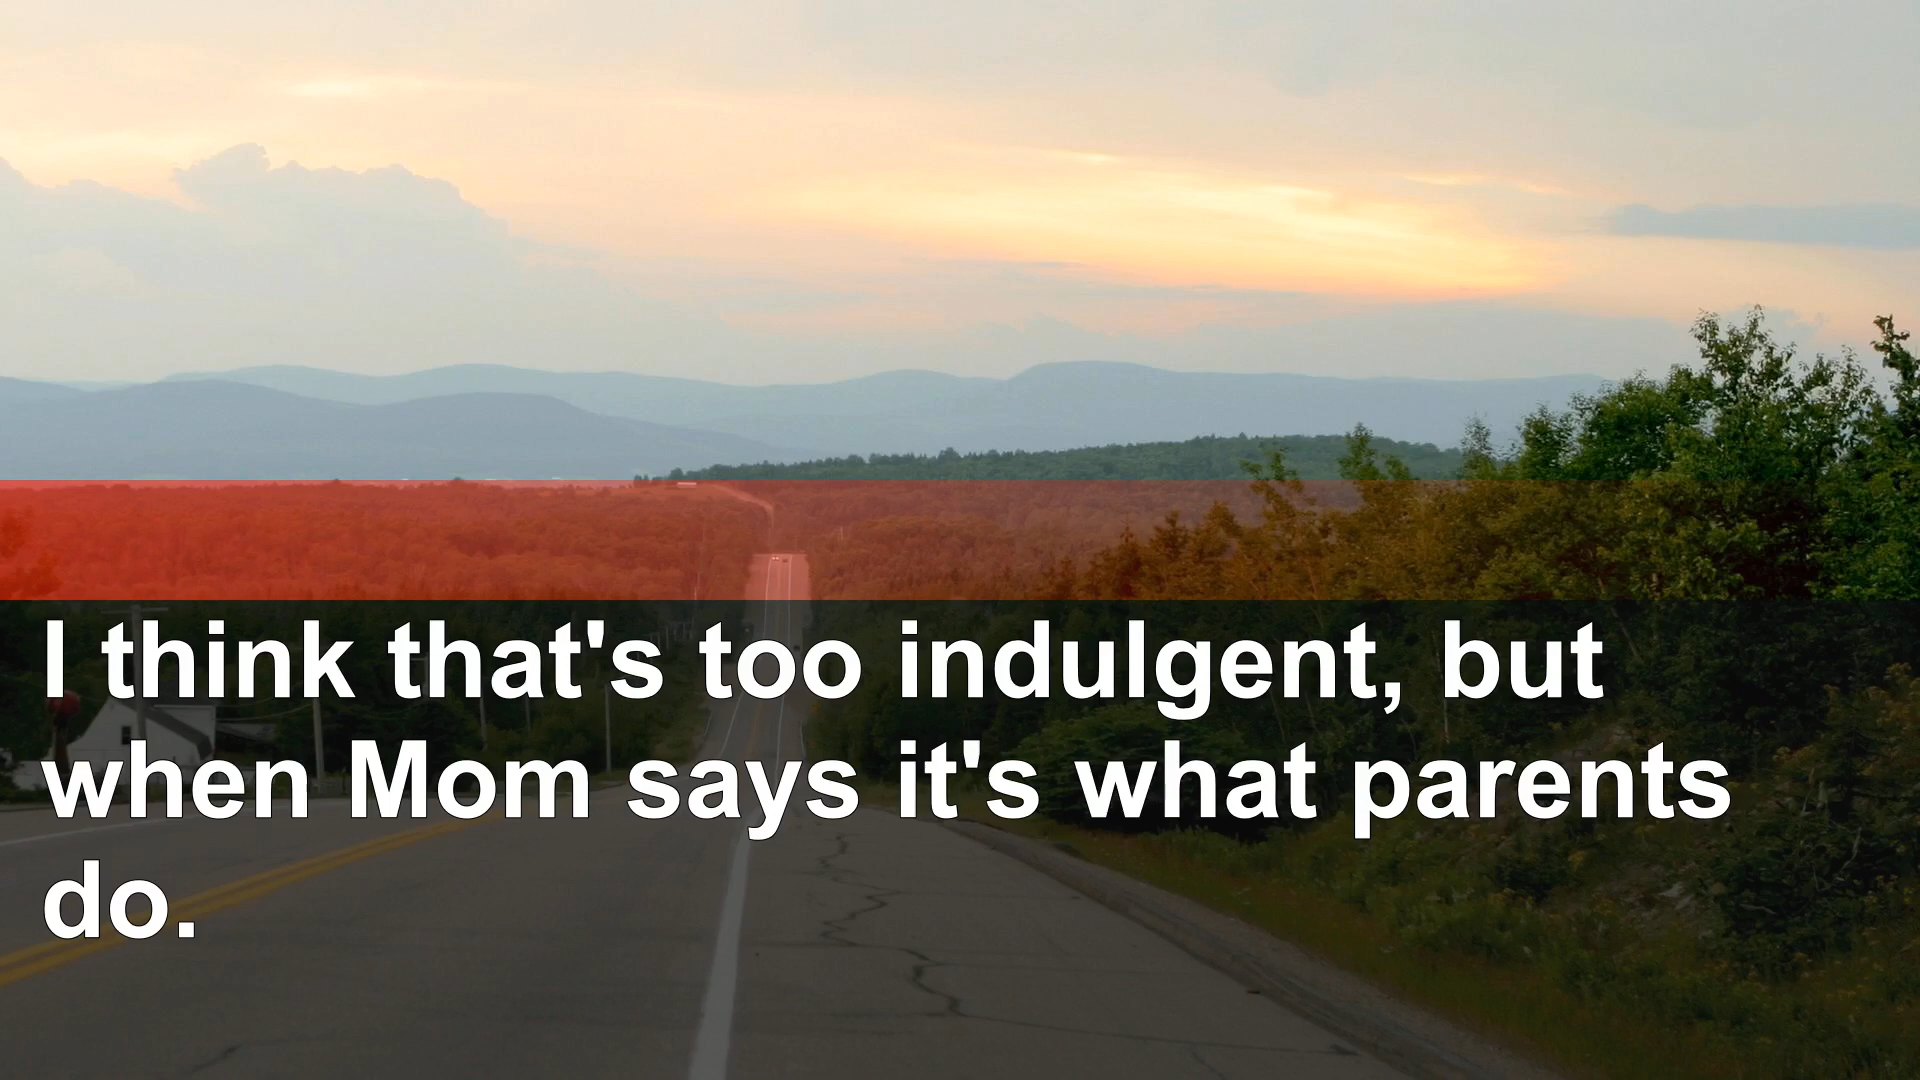 I think that's too indulgent, but
when Mom says it's what parents
do.